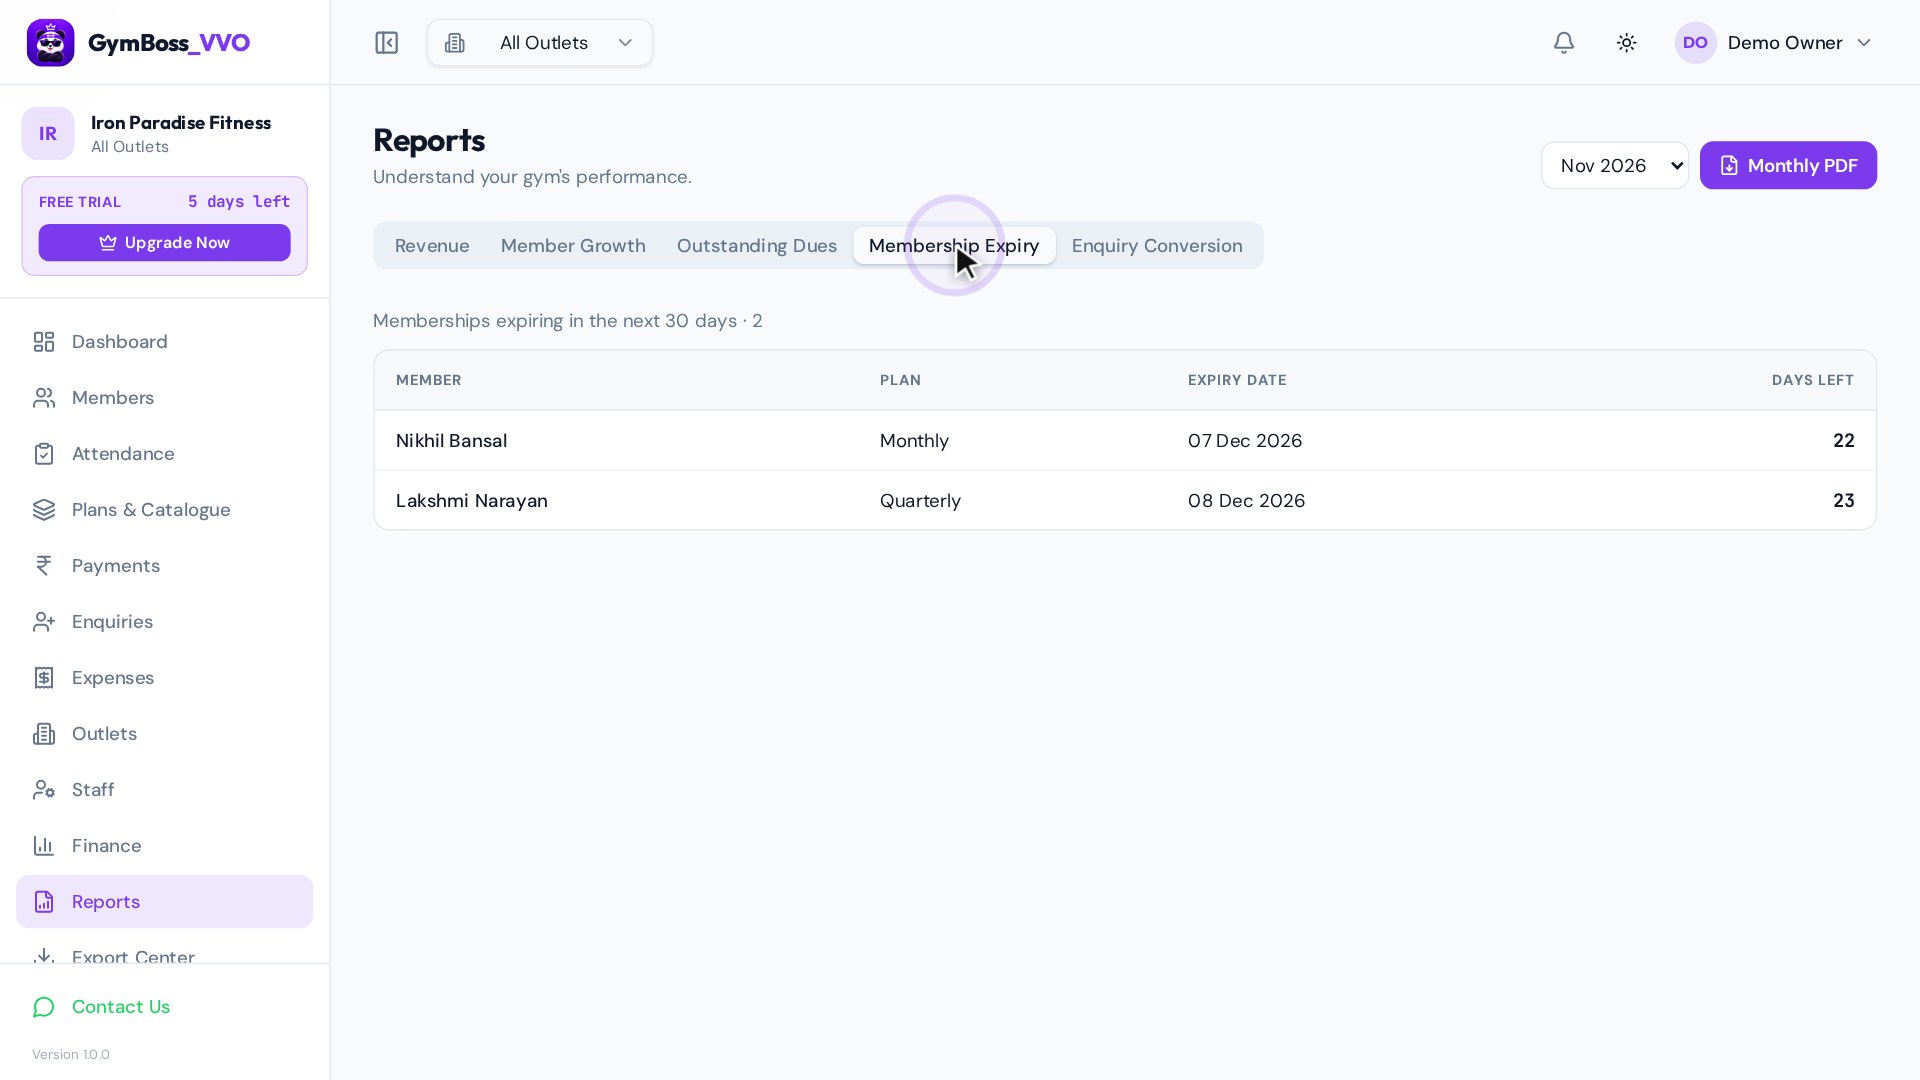 GymBoss_VVO
All Outlets
DO Demo Owner
IR Iron Paradise Fitness
All Outlets
FREE TRIAL 5 days left
Upgrade Now
Dashboard
Members
Attendance
Plans & Catalogue
Payments
Enquiries
Expenses
Outlets
Staff
Finance
Reports
Export Center
Contact Us
Version 1.0.0
Reports
Understand your gym's performance.
Nov 2026 Monthly PDF
Revenue Member Growth Outstanding Dues Membership Expiry Enquiry Conversion
Memberships expiring in the next 30 days · 2
MEMBER PLAN EXPIRY DATE DAYS LEFT
Nikhil Bansal Monthly 07 Dec 2026 22
Lakshmi Narayan Quarterly 08 Dec 2026 23